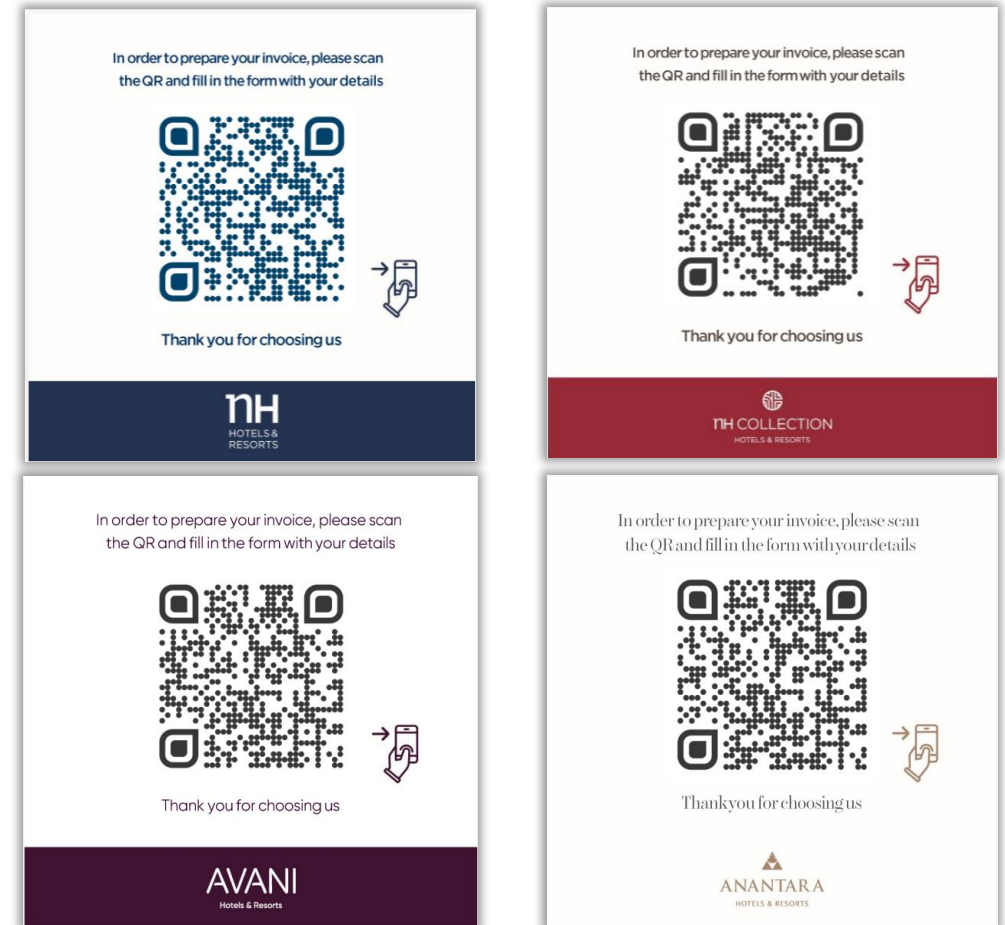 In order to prepare your invoice, please scan
the QR and fill in the form with your details
Thank you for choosing us
NH
HOTELS &
RESORTS
In order to prepare your invoice, please scan
the QR and fill in the form with your details
Thank you for choosing us
NH COLLECTION
HOTELS & RESORTS
In order to prepare your invoice, please scan
the QR and fill in the form with your details
Thank you for choosing us
AVANI
Hotels & Resorts
In order to prepare your invoice, please scan
the QR and fill in the form with your details
Thank you for choosing us
ANANTARA
HOTELS & RESORTS